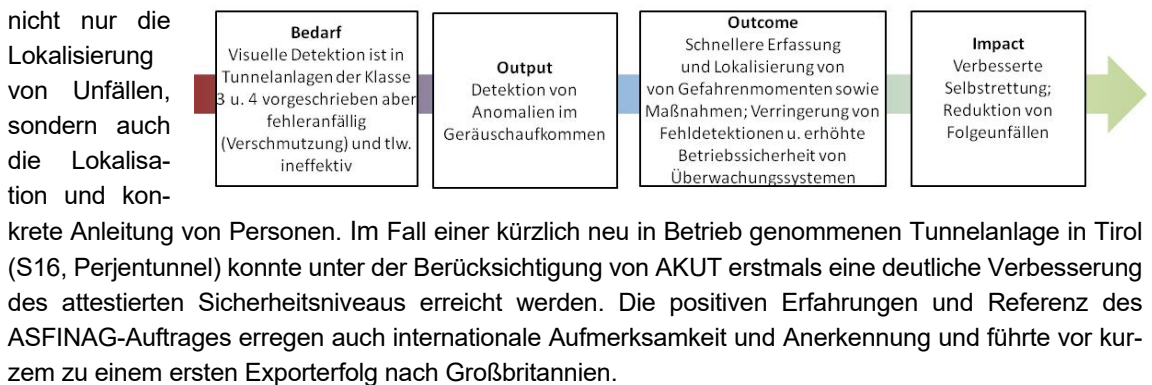 nicht nur die
Lokalisierung
von Unfällen,
sondern auch
die Lokalisa-
tion und kon-
Bedarf
Visuelle Detektion ist in
Tunnelanlagen der Klasse
3 u. 4 vorgeschrieben aber
fehleranfällig
(Verschmutzung) und tlw.
ineffektiv
Output
Detektion von
Anomalien im
Geräuschaufkommen
Outcome
Schnellere Erfassung
und Lokalisierung von
von Gefahrenmomenten sowie
Maßnahmen; Verringerung von
Fehldetektionen u. erhöhte
Betriebssicherheit von
Überwachungssystemen
Impact
Verbesserte
Selbstrettung;
Reduktion von
Folgeunfällen
krete Anleitung von Personen. Im Fall einer kürzlich neu in Betrieb genommenen Tunnelanlage in Tirol
(S16, Perjentunnel) konnte unter der Berücksichtigung von AKUT erstmals eine deutliche Verbesserung
des attestierten Sicherheitsniveaus erreicht werden. Die positiven Erfahrungen und Referenz des
ASFINAG-Auftrages erregen auch internationale Aufmerksamkeit und Anerkennung und führte vor kur-
zem zu einem ersten Exporterfolg nach Großbritannien.